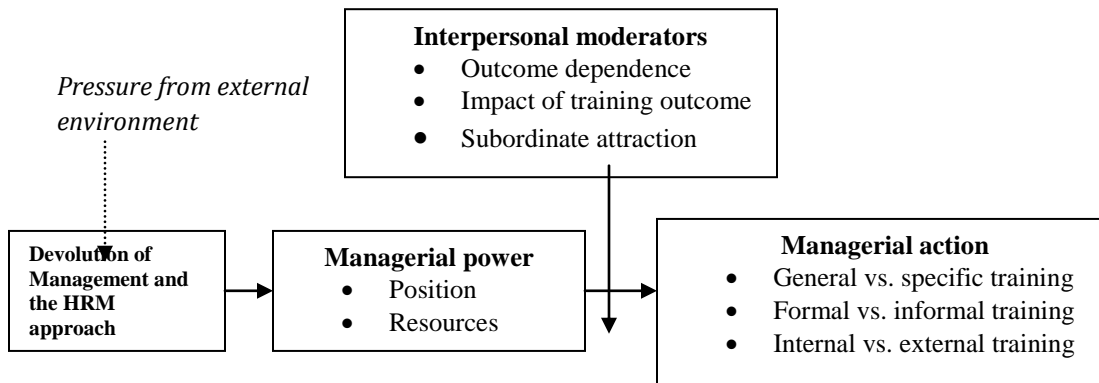 Interpersonal moderators
• Outcome dependence
• Impact of training outcome
• Subordinate attraction
Pressure from external
environment
Devolution of
Management and
the HRM
approach
Managerial power
• Position
• Resources
Managerial action
• General vs. specific training
• Formal vs. informal training
• Internal vs. external training